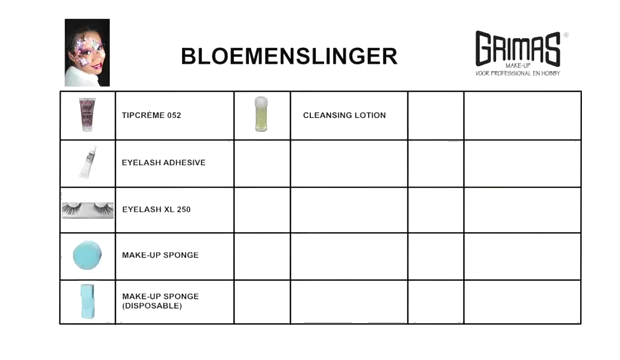 BLOEMENSLINGER
GRIMAS®
MAKE-UP
VOOR PROFESSIONAL EN HOBBY
TIPCRÈME 052
CLEANSING LOTION
EYELASH ADHESIVE
EYELASH XL 250
MAKE-UP SPONGE
MAKE-UP SPONGE
(DISPOSABLE)